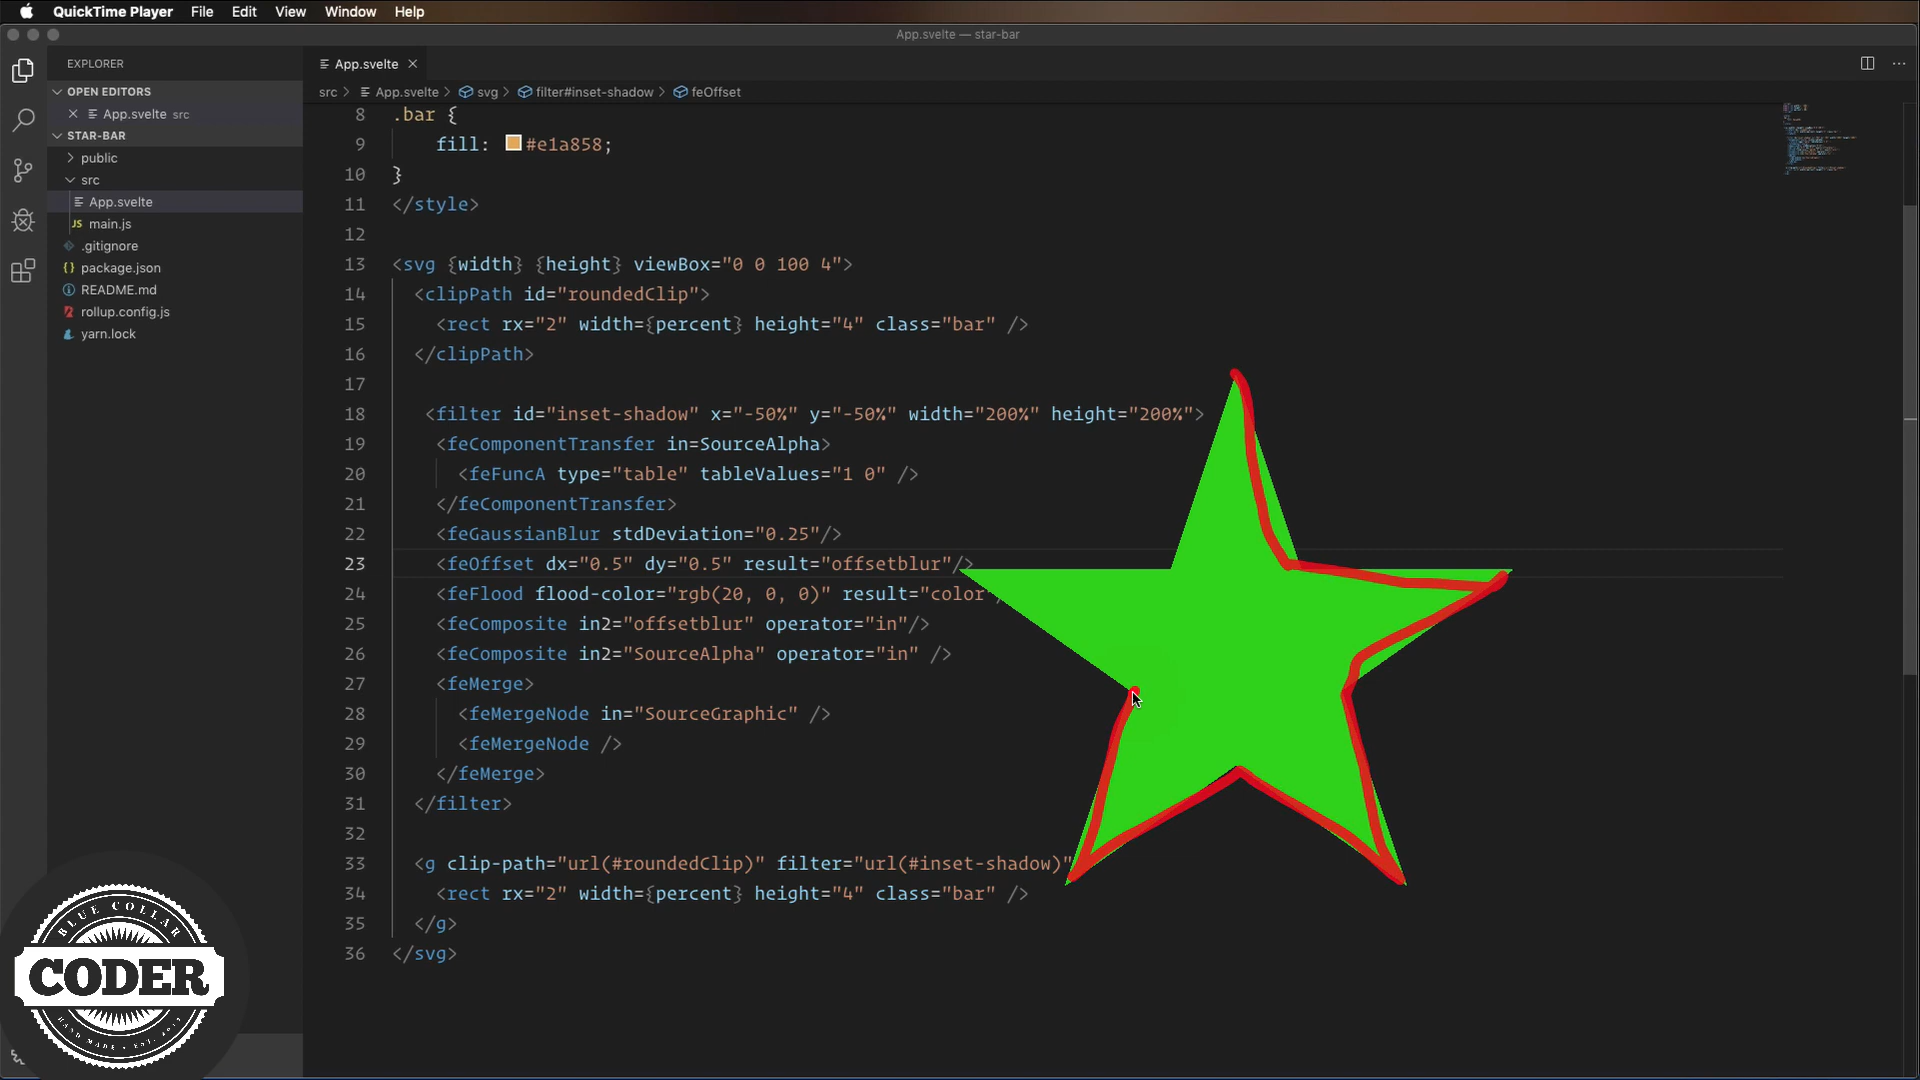 QuickTime Player File Edit View Window Help
App.svelte — star-bar
EXPLORER
OPEN EDITORS
App.svelte src
STAR-BAR
public
src
App.svelte
JS main.js
.gitignore
{} package.json
README.md
rollup.config.js
yarn.lock
App.svelte
src > App.svelte > svg > filter#inset-shadow > feOffset
8 .bar {
9 fill: #e1a858;
10 }
11 </style>
12
13 <svg {width} {height} viewBox="0 0 100 4">
14 <clipPath id="roundedClip">
15 <rect rx="2" width={percent} height="4" class="bar" />
16 </clipPath>
17
18 <filter id="inset-shadow" x="-50%" y="-50%" width="200%" height="200%">
19 <feComponentTransfer in=SourceAlpha>
20 <feFuncA type="table" tableValues="1 0" />
21 </feComponentTransfer>
22 <feGaussianBlur stdDeviation="0.25"/>
23 <feOffset dx="0.5" dy="0.5" result="offsetblur"/>
24 <feFlood flood-color="rgb(20, 0, 0)" result="color"/
25 <feComposite in2="offsetblur" operator="in"/>
26 <feComposite in2="SourceAlpha" operator="in" />
27 <feMerge>
28 <feMergeNode in="SourceGraphic" />
29 <feMergeNode />
30 </feMerge>
31 </filter>
32
33 <g clip-path="url(#roundedClip)" filter="url(#inset-shadow)"
34 <rect rx="2" width={percent} height="4" class="bar" />
35 </g>
36 </svg>
BLUE COLLAR
CODER
HAND MADE • EST. 2017